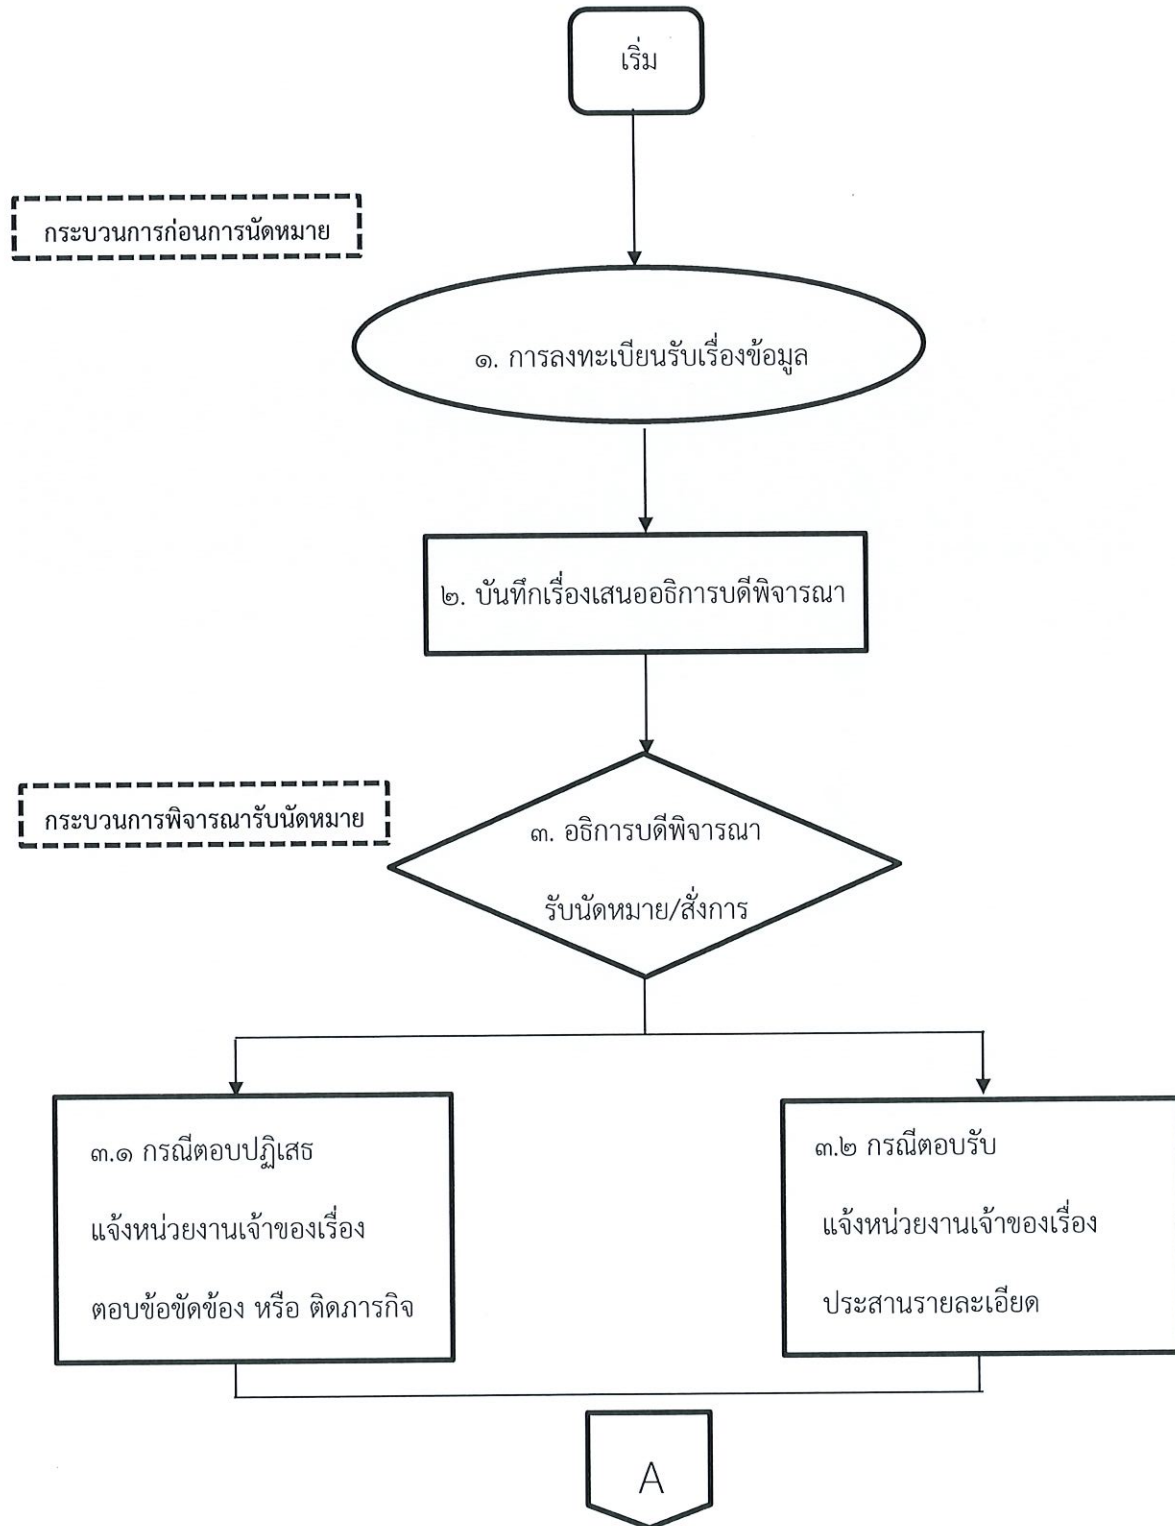 เริ่ม
กระบวนการก่อนการนัดหมาย
๑. การลงทะเบียนรับเรื่องข้อมูล
๒. บันทึกเรื่องเสนออธิการบดีพิจารณา
กระบวนการพิจารณารับนัดหมาย
๓. อธิการบดีพิจารณา
รับนัดหมาย/สั่งการ
๓.๑ กรณีตอบปฏิเสธ
แจ้งหน่วยงานเจ้าของเรื่อง
ตอบข้อขัดข้อง หรือ ติดภารกิจ
๓.๒ กรณีตอบรับ
แจ้งหน่วยงานเจ้าของเรื่อง
ประสานรายละเอียด
A